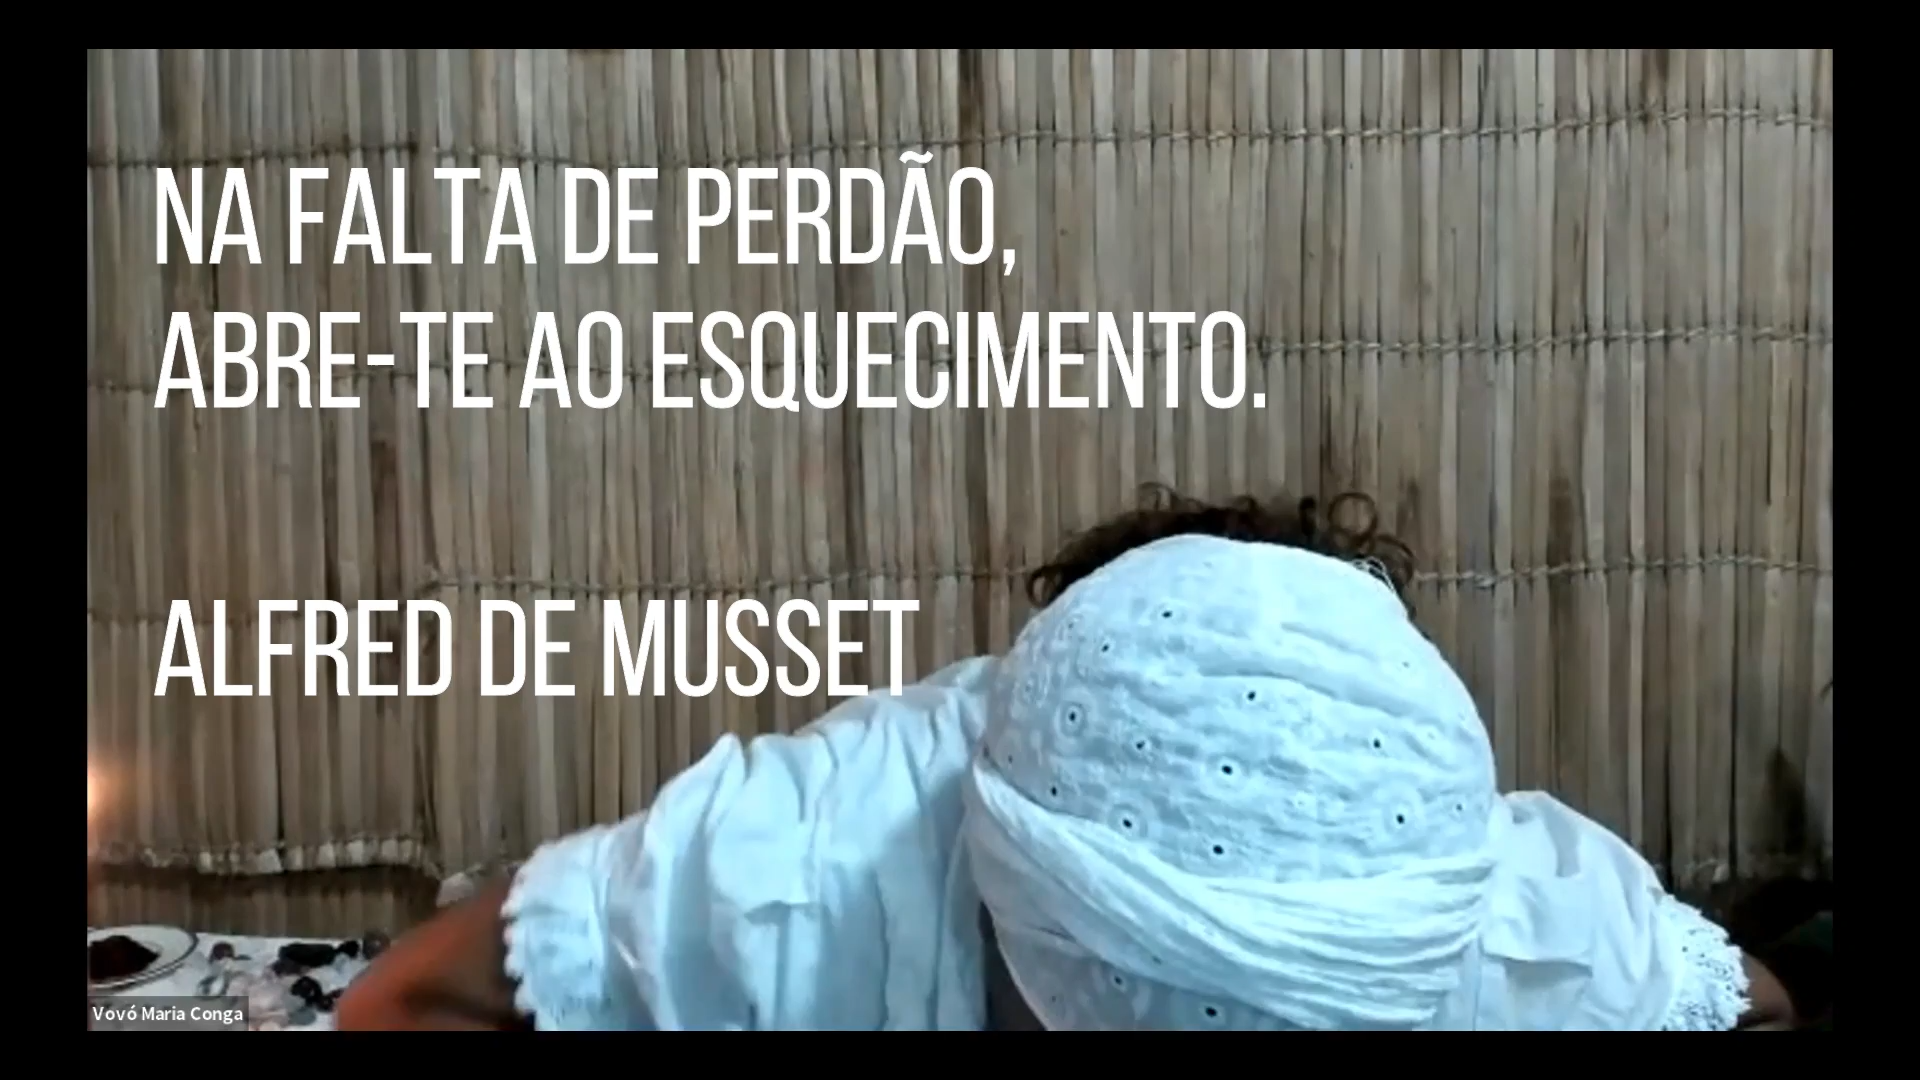 NA FALTA DE PERDÃO,
ABRE-TE AO ESQUECIMENTO.
ALFRED DE MUSSET
Vovó Maria Conga